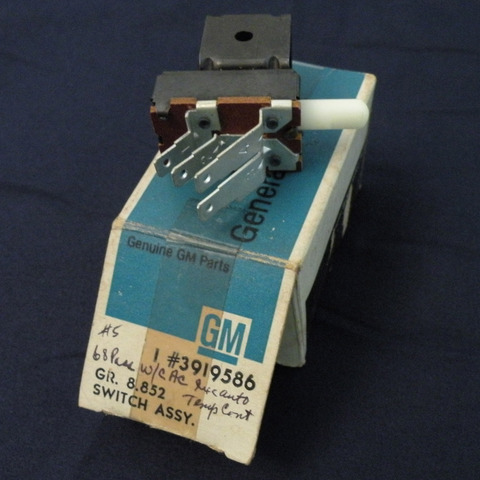 General
Genuine GM Parts
GM
#5
1 #3919586
68 Pass W/C AC auto
GR. 8.852 Temp Cont
SWITCH ASSY.